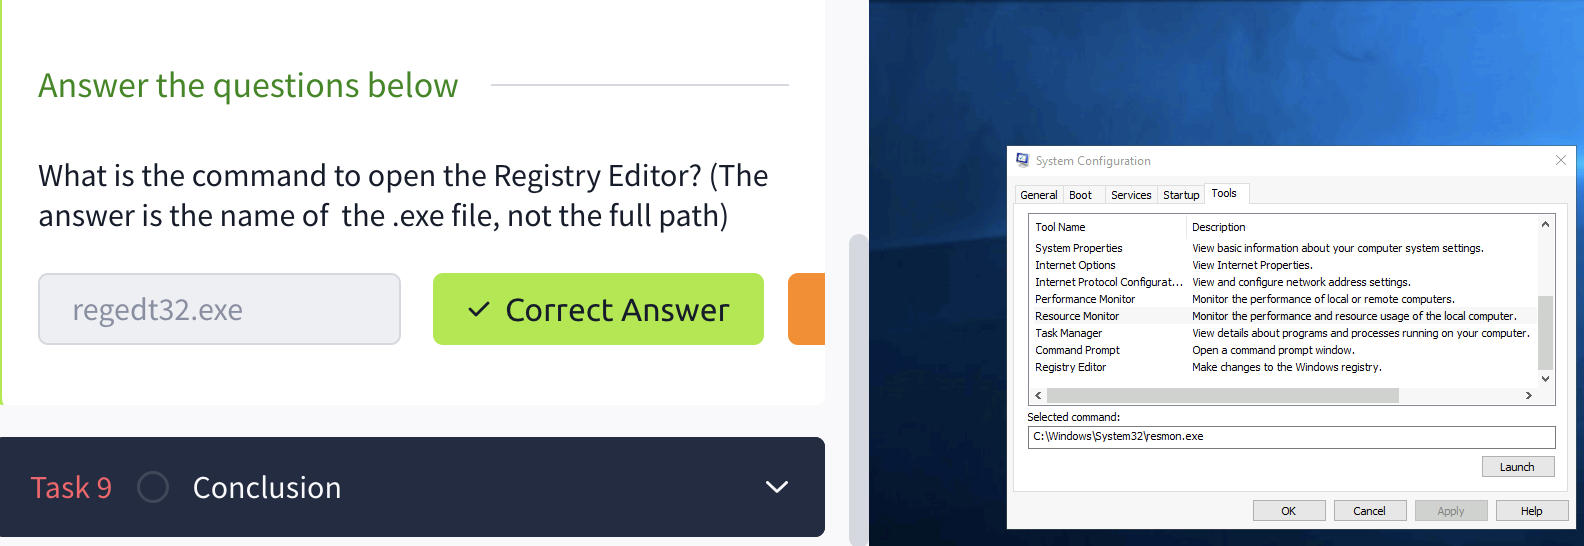 Answer the questions below
What is the command to open the Registry Editor? (The
answer is the name of  the .exe file, not the full path)
regedt32.exe
Correct Answer
Task 9
Conclusion
System Configuration
General Boot Services Startup Tools
Tool Name Description
System Properties View basic information about your computer system settings.
Internet Options View Internet Properties.
Internet Protocol Configurat... View and configure network address settings.
Performance Monitor Monitor the performance of local or remote computers.
Resource Monitor Monitor the performance and resource usage of the local computer.
Task Manager View details about programs and processes running on your computer.
Command Prompt Open a command prompt window.
Registry Editor Make changes to the Windows registry.
Selected command:
C:\Windows\System32\resmon.exe
Launch
OK Cancel Apply Help